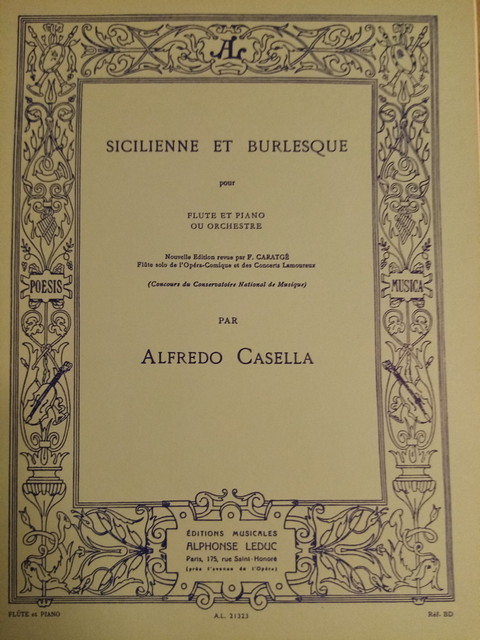 AL
SICILIENNE ET BURLESQUE
pour
FLUTE ET PIANO
OU ORCHESTRE
Nouvelle Edition revue par F. CARATGÉ
Flûte solo de l'Opéra-Comique et des Concerts Lamoureux
(Concours du Conservatoire National de Musique)
POESIS
MUSICA
PAR
ALFREDO CASELLA
ÉDITIONS MUSICALES
ALPHONSE LEDUC
Paris, 175, rue Saint-Honoré
(près l'avenue de l'Opéra)
FLÛTE et PIANO
A.L. 21323
Réf. BD